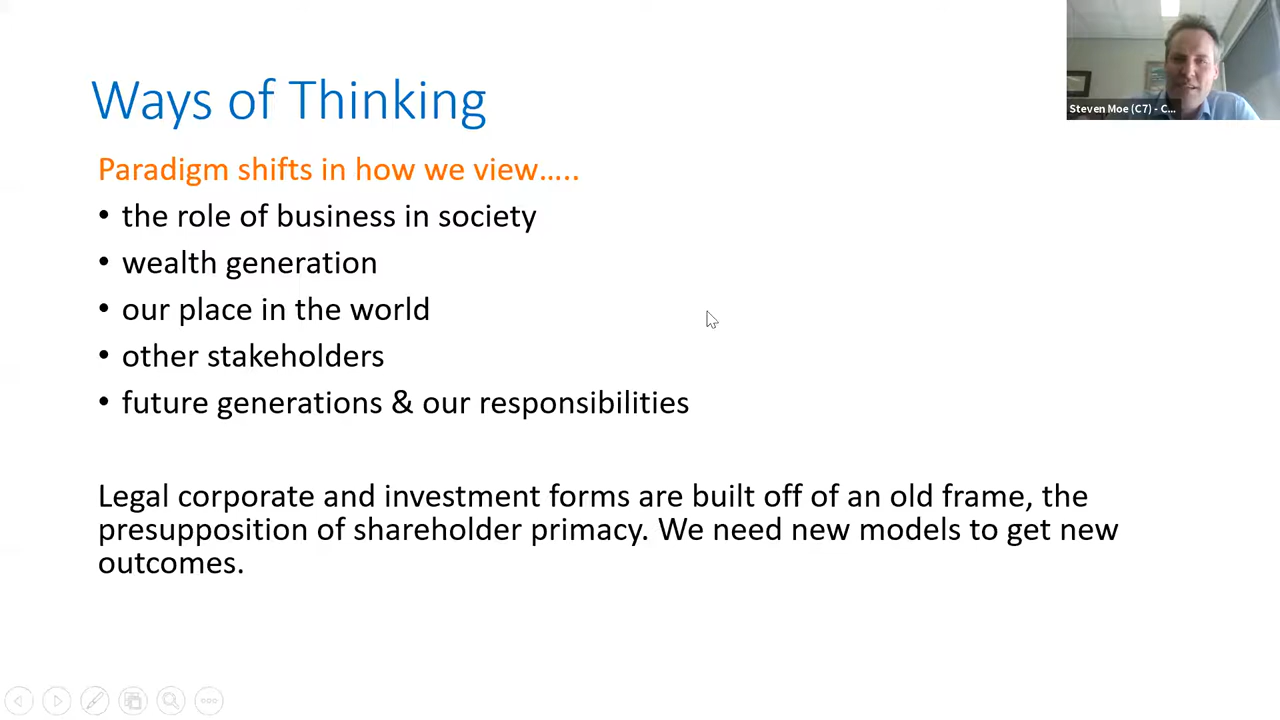 Ways of Thinking
Paradigm shifts in how we view…..
• the role of business in society
• wealth generation
• our place in the world
• other stakeholders
• future generations & our responsibilities
Legal corporate and investment forms are built off of an old frame, the
presupposition of shareholder primacy. We need new models to get new
outcomes.
Steven Moe (C7) - C...